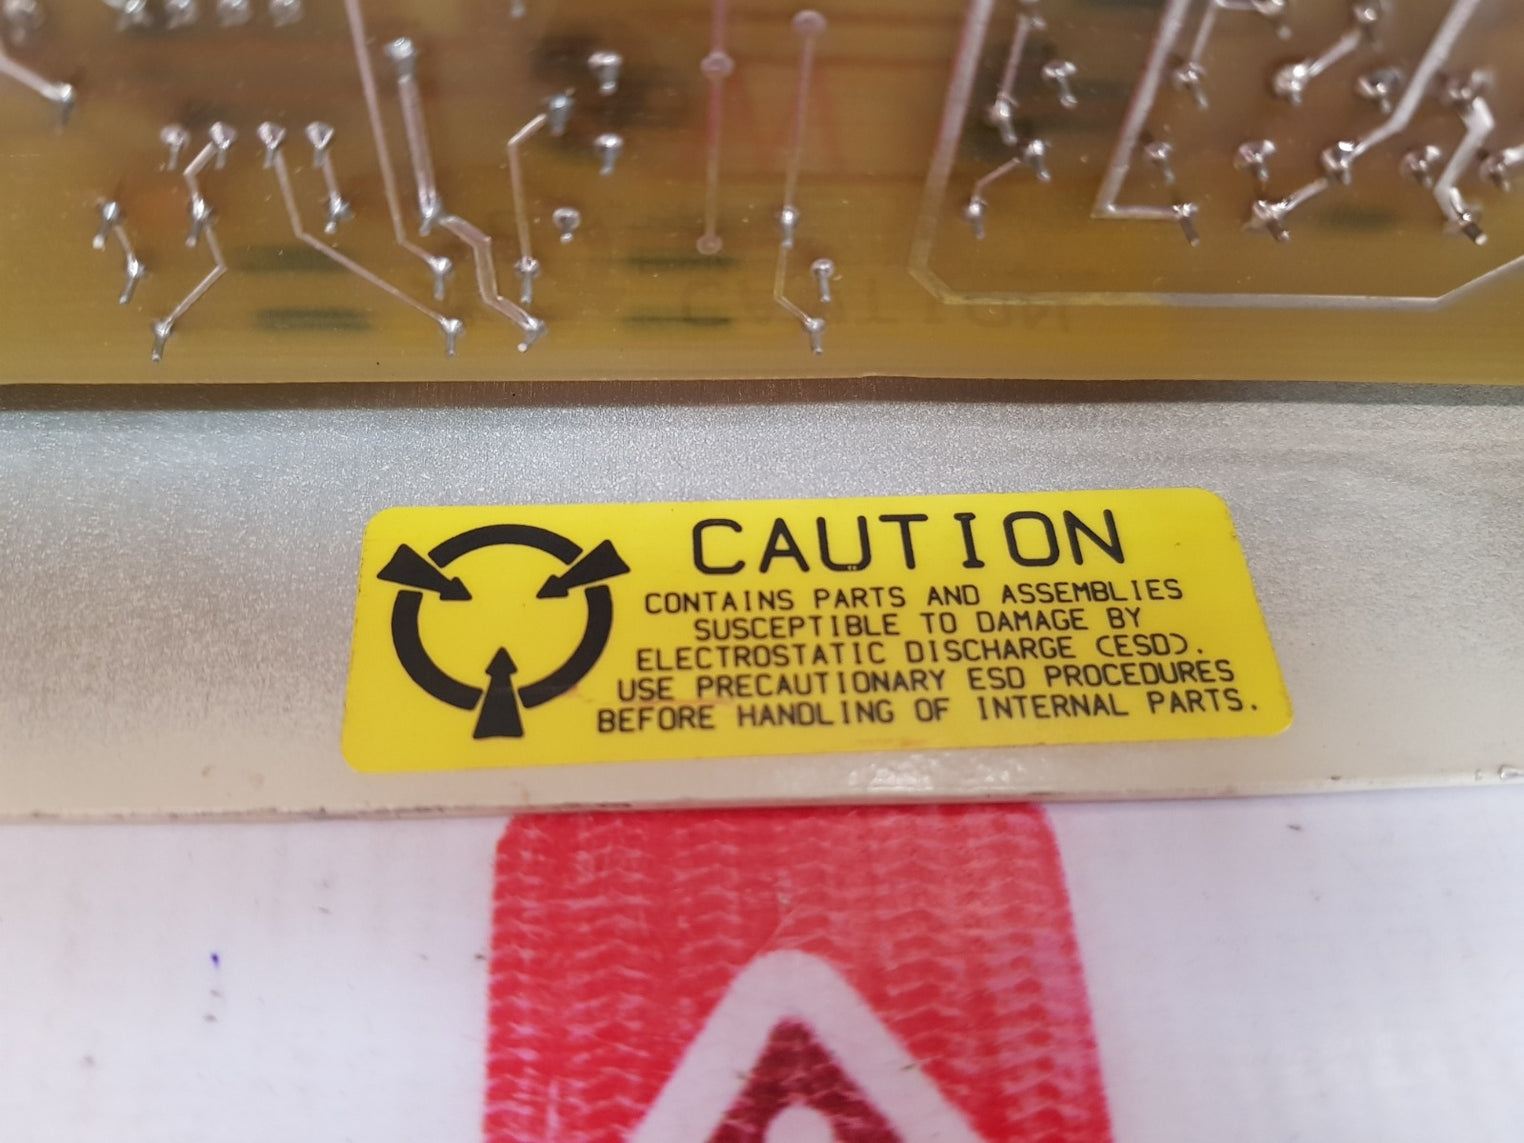 CAUTION
CONTAINS PARTS AND ASSEMBLIES
SUSCEPTIBLE TO DAMAGE BY
ELECTROSTATIC DISCHARGE (ESD).
USE PRECAUTIONARY ESD PROCEDURES
BEFORE HANDLING OF INTERNAL PARTS.